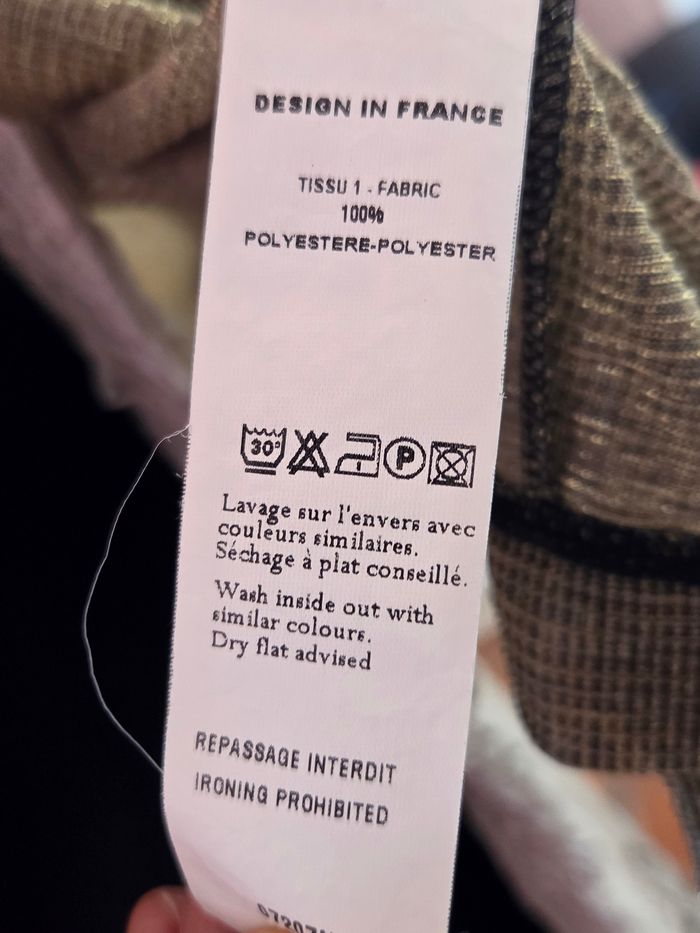 DESIGN IN FRANCE
TISSU 1 - FABRIC
100%
POLYESTERE-POLYESTER
30° P
Lavage sur l'envers avec
couleurs similaires.
Séchage à plat conseillé.
Wash inside out with
similar colours.
Dry flat advised
REPASSAGE INTERDIT
IRONING PROHIBITED